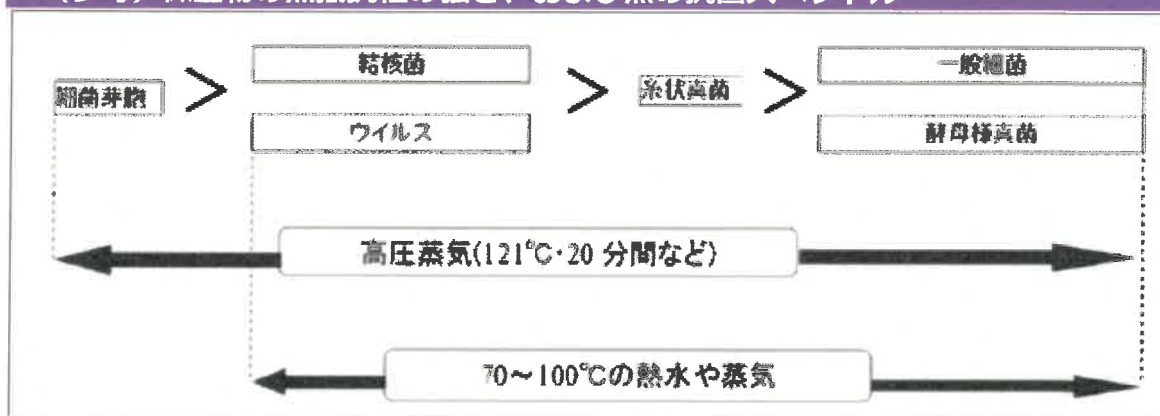 結核菌
一般細菌
細菌芽胞 > > 糸状真菌 >
ウイルス
酵母様真菌
高圧蒸気(121℃·20 分間など)
70～100℃の熱水や蒸気